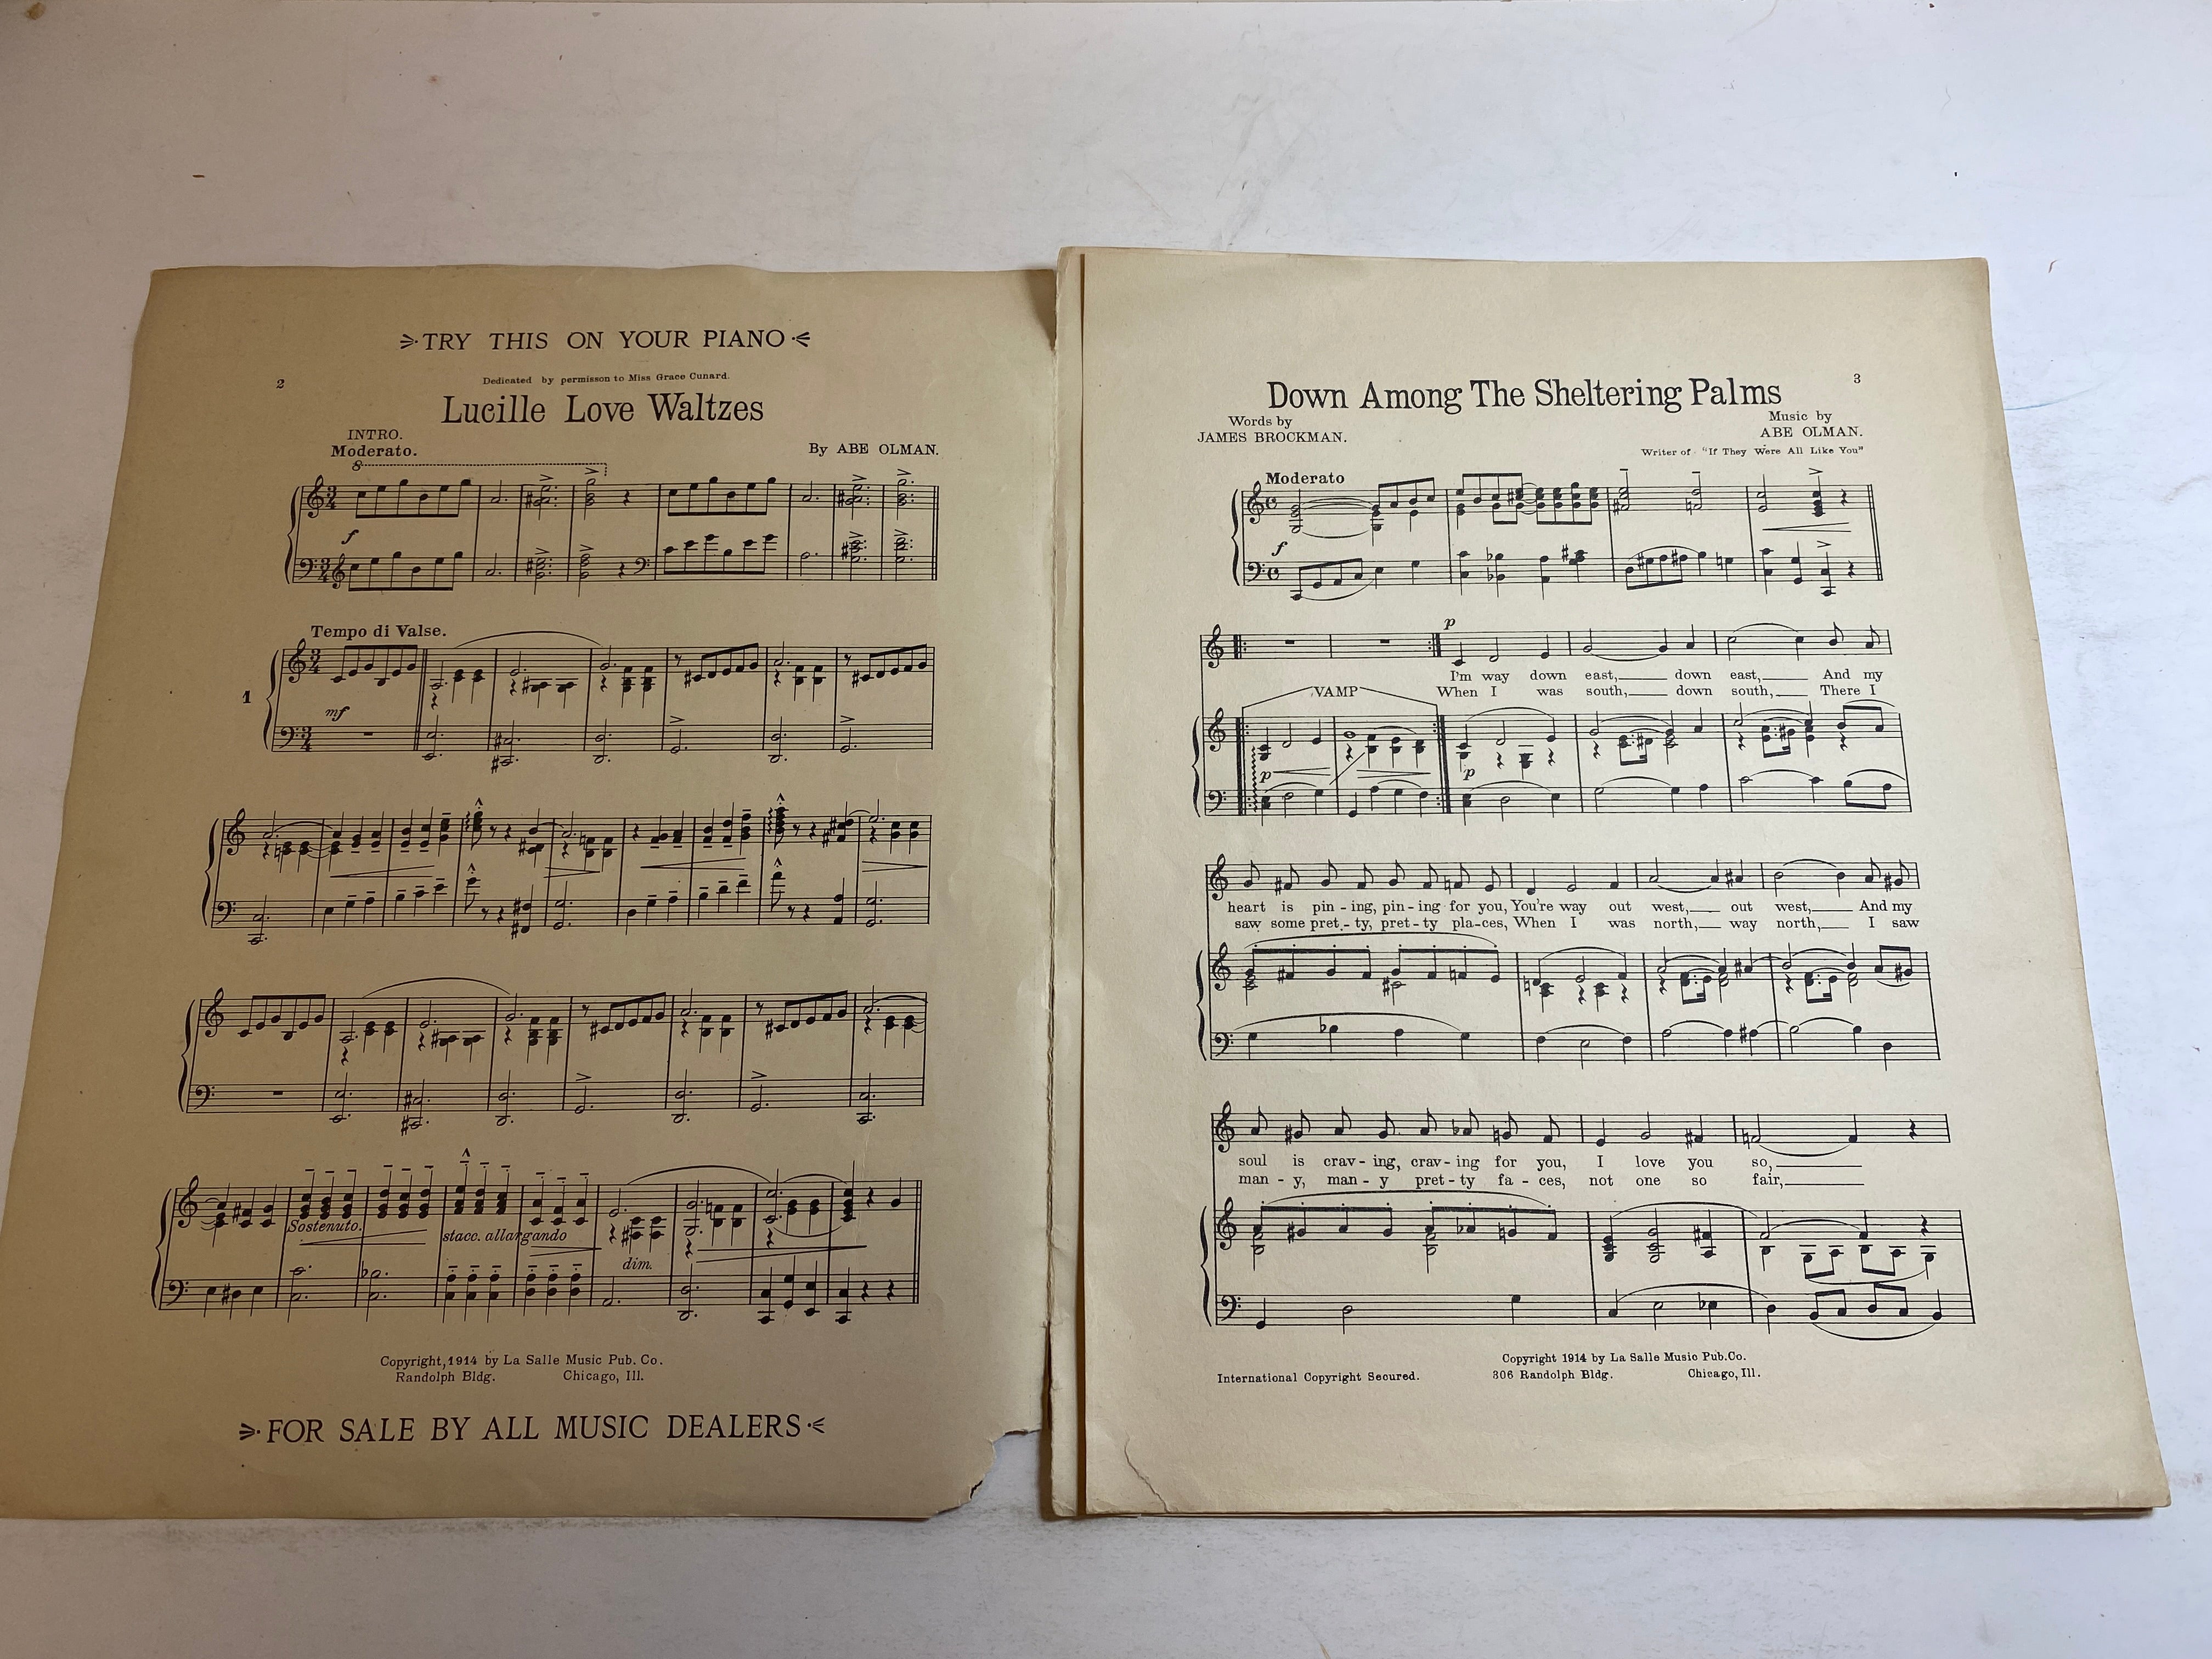 TRY THIS ON YOUR PIANO
2
Dedicated by permisson to Miss Grace Cunard.
Lucille Love Waltzes
INTRO.
Moderato.
By ABE OLMAN.
8
f
Tempo di Valse.
1
mf
Sostenuto.
stacc. allargando
dim.
Copyright, 1914 by La Salle Music Pub. Co.
Randolph Bldg. Chicago, Ill.
FOR SALE BY ALL MUSIC DEALERS
3
Down Among The Sheltering Palms
Words by
JAMES BROCKMAN.
Music by
ABE OLMAN.
Writer of "If They Were All Like You"
Moderato
f
p
I'm way down east, down east, And my
When I was south, down south, There I
VAMP
p p
heart is pin - ing, pin - ing for you, You're way out west, out west, And my
saw some pret - ty, pret - ty pla - ces, When I was north, way north, I saw
soul is crav - ing, crav - ing for you, I love you so,
man - y, man - y pret - ty fa - ces, not one so fair,
Copyright 1914 by La Salle Music Pub. Co.
International Copyright Secured. 306 Randolph Bldg. Chicago, Ill.